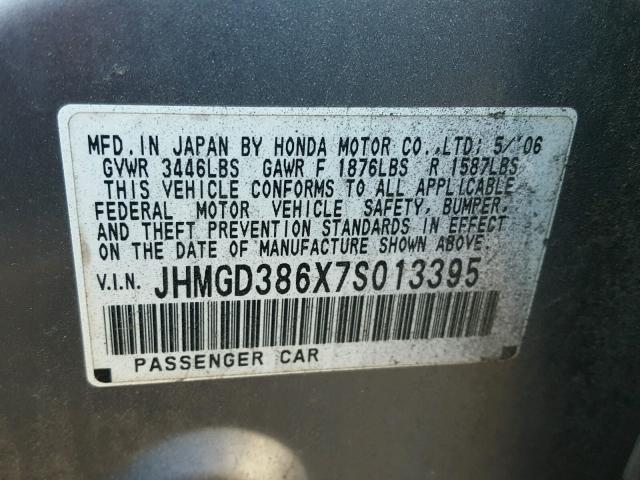 MFD. IN JAPAN BY HONDA MOTOR CO., LTD; 5/'06
GVWR 3446LBS GAWR F 1876LBS R 1587LBS
THIS VEHICLE CONFORMS TO ALL APPLICABLE
FEDERAL MOTOR VEHICLE SAFETY, BUMPER,
AND THEFT PREVENTION STANDARDS IN EFFECT
ON THE DATE OF MANUFACTURE SHOWN ABOVE.
V.I.N. JHMGD386X7S013395
PASSENGER CAR